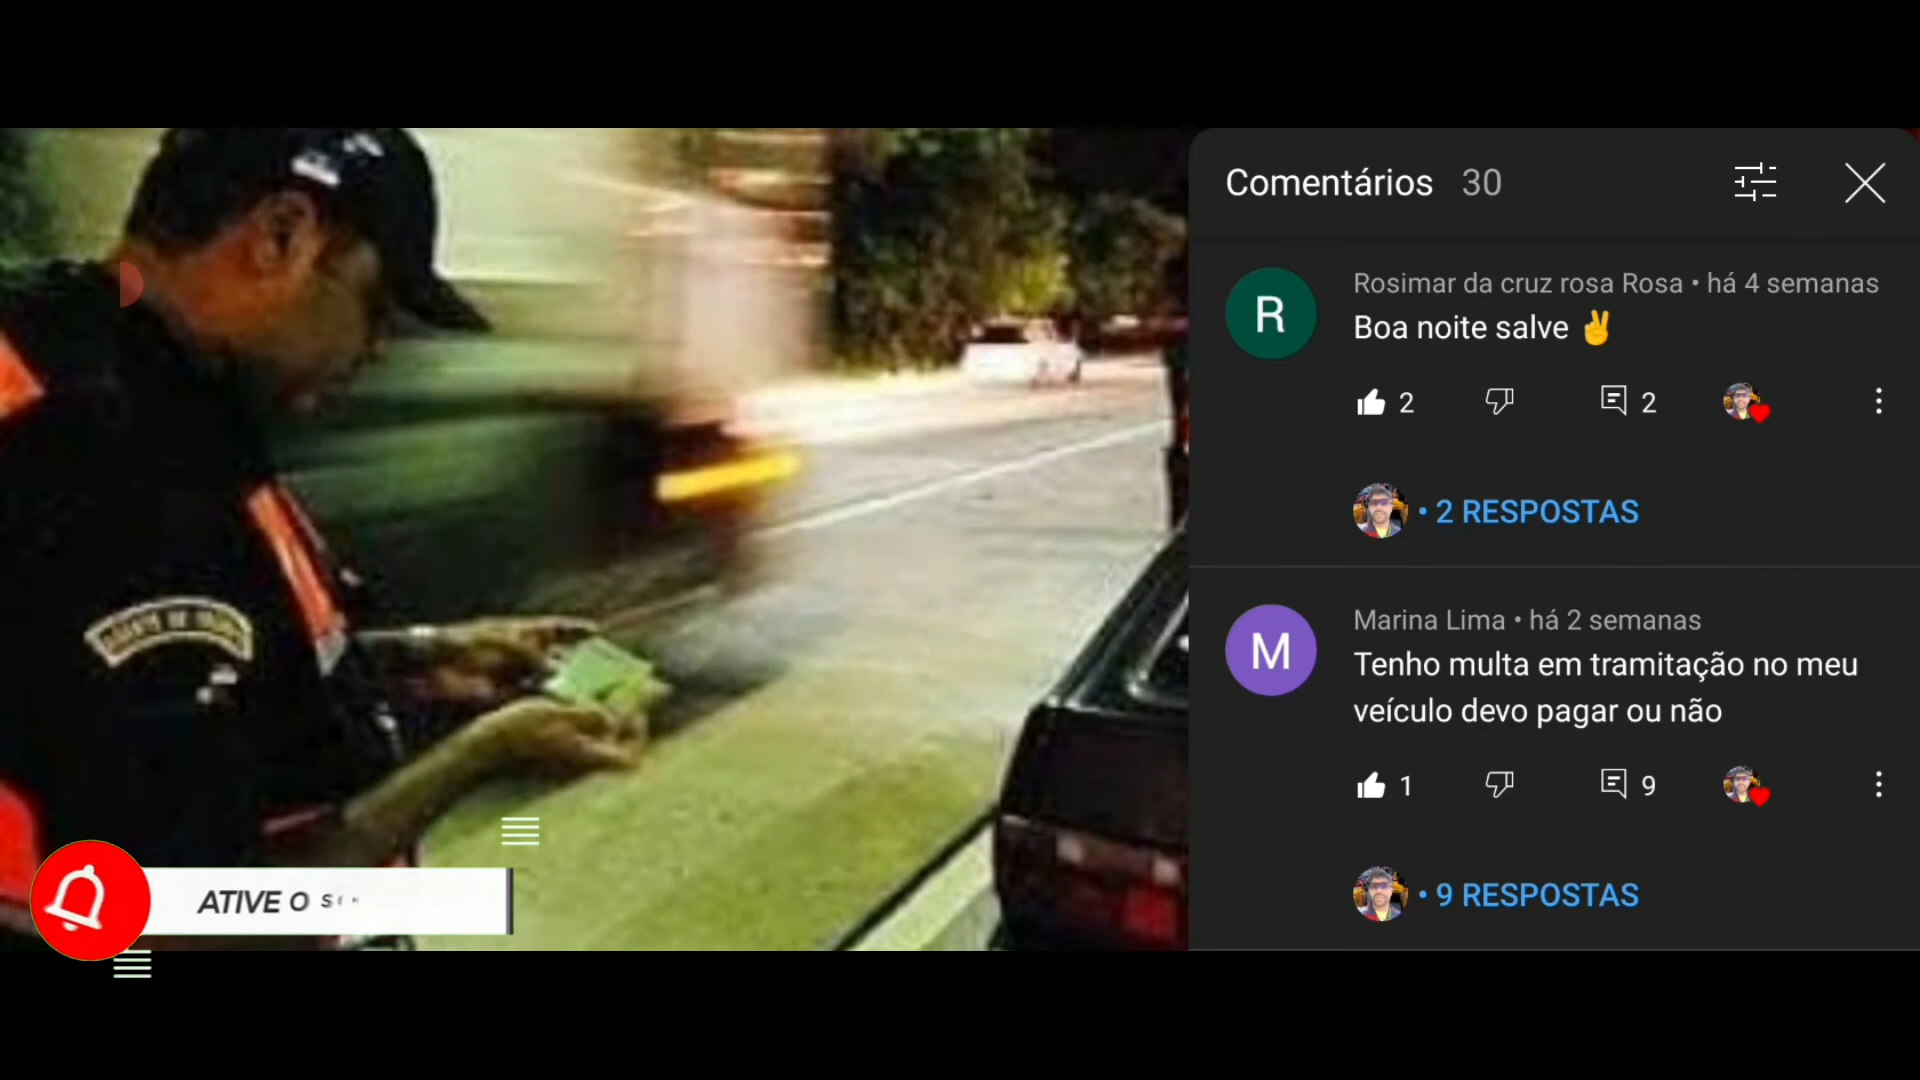 Comentários 30
Rosimar da cruz rosa Rosa • há 4 semanas
R
Boa noite salve ✌
2 2
• 2 RESPOSTAS
Marina Lima • há 2 semanas
M
Tenho multa em tramitação no meu
veículo devo pagar ou não
1 9
• 9 RESPOSTAS
ATIVE O